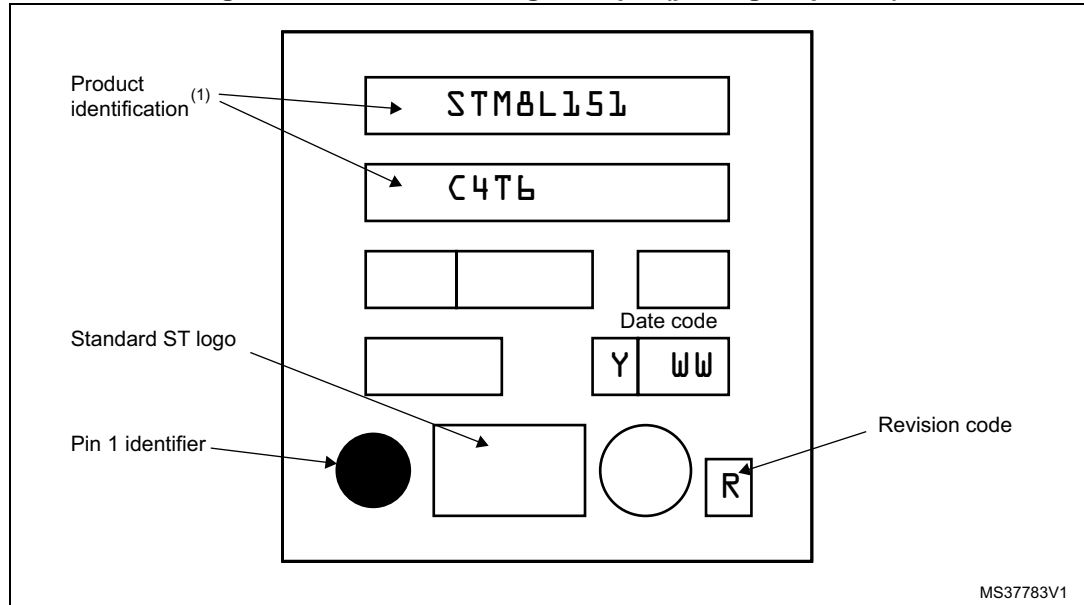 Product
identification (1)
STM8L151
C4T6
Date code
Standard ST logo
Y WW
Pin 1 identifier
Revision code
R
MS37783V1